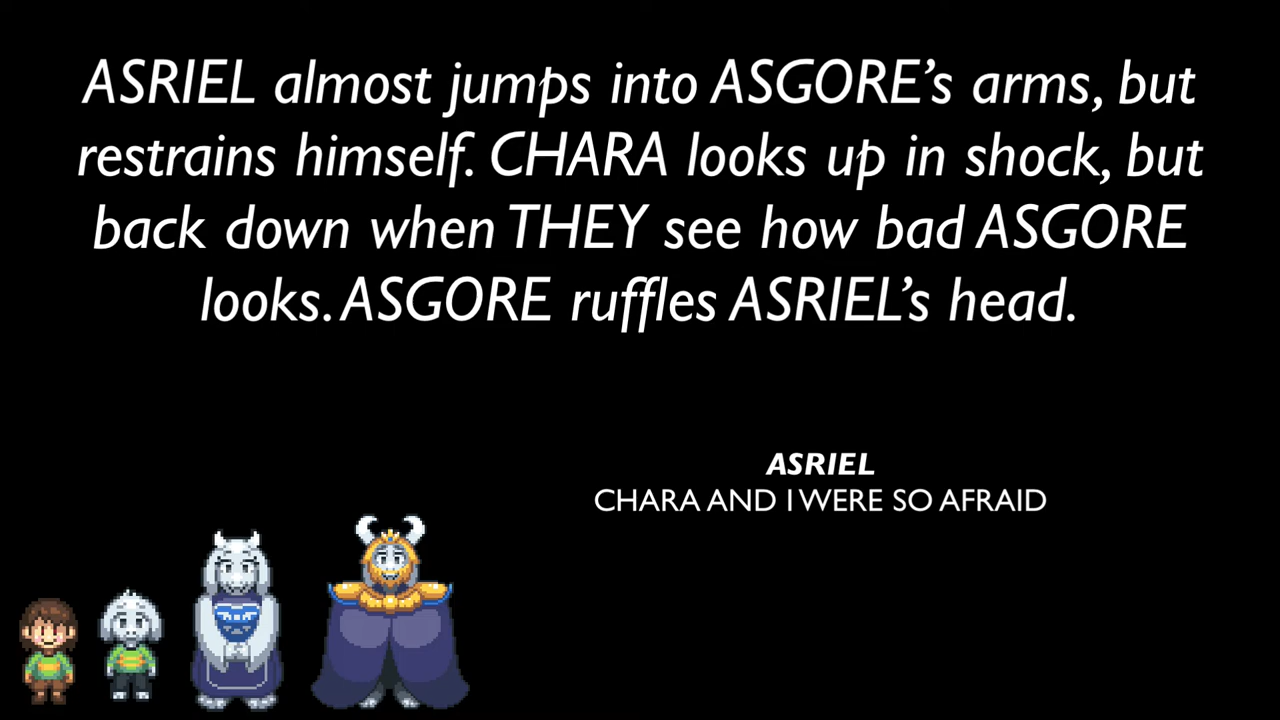 ASRIEL almost jumps into ASGORE’s arms, but
restrains himself. CHARA looks up in shock, but
back down when THEY see how bad ASGORE
looks. ASGORE ruffles ASRIEL’s head.
ASRIEL
CHARA AND I WERE SO AFRAID